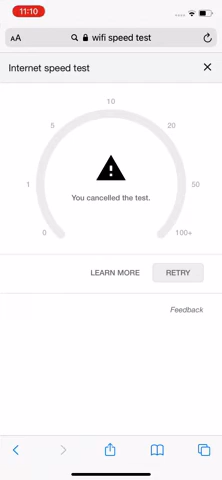 11:10
AA wifi speed test
Internet speed test
10
5 20
1 50
You cancelled the test.
0 100+
LEARN MORE RETRY
Feedback